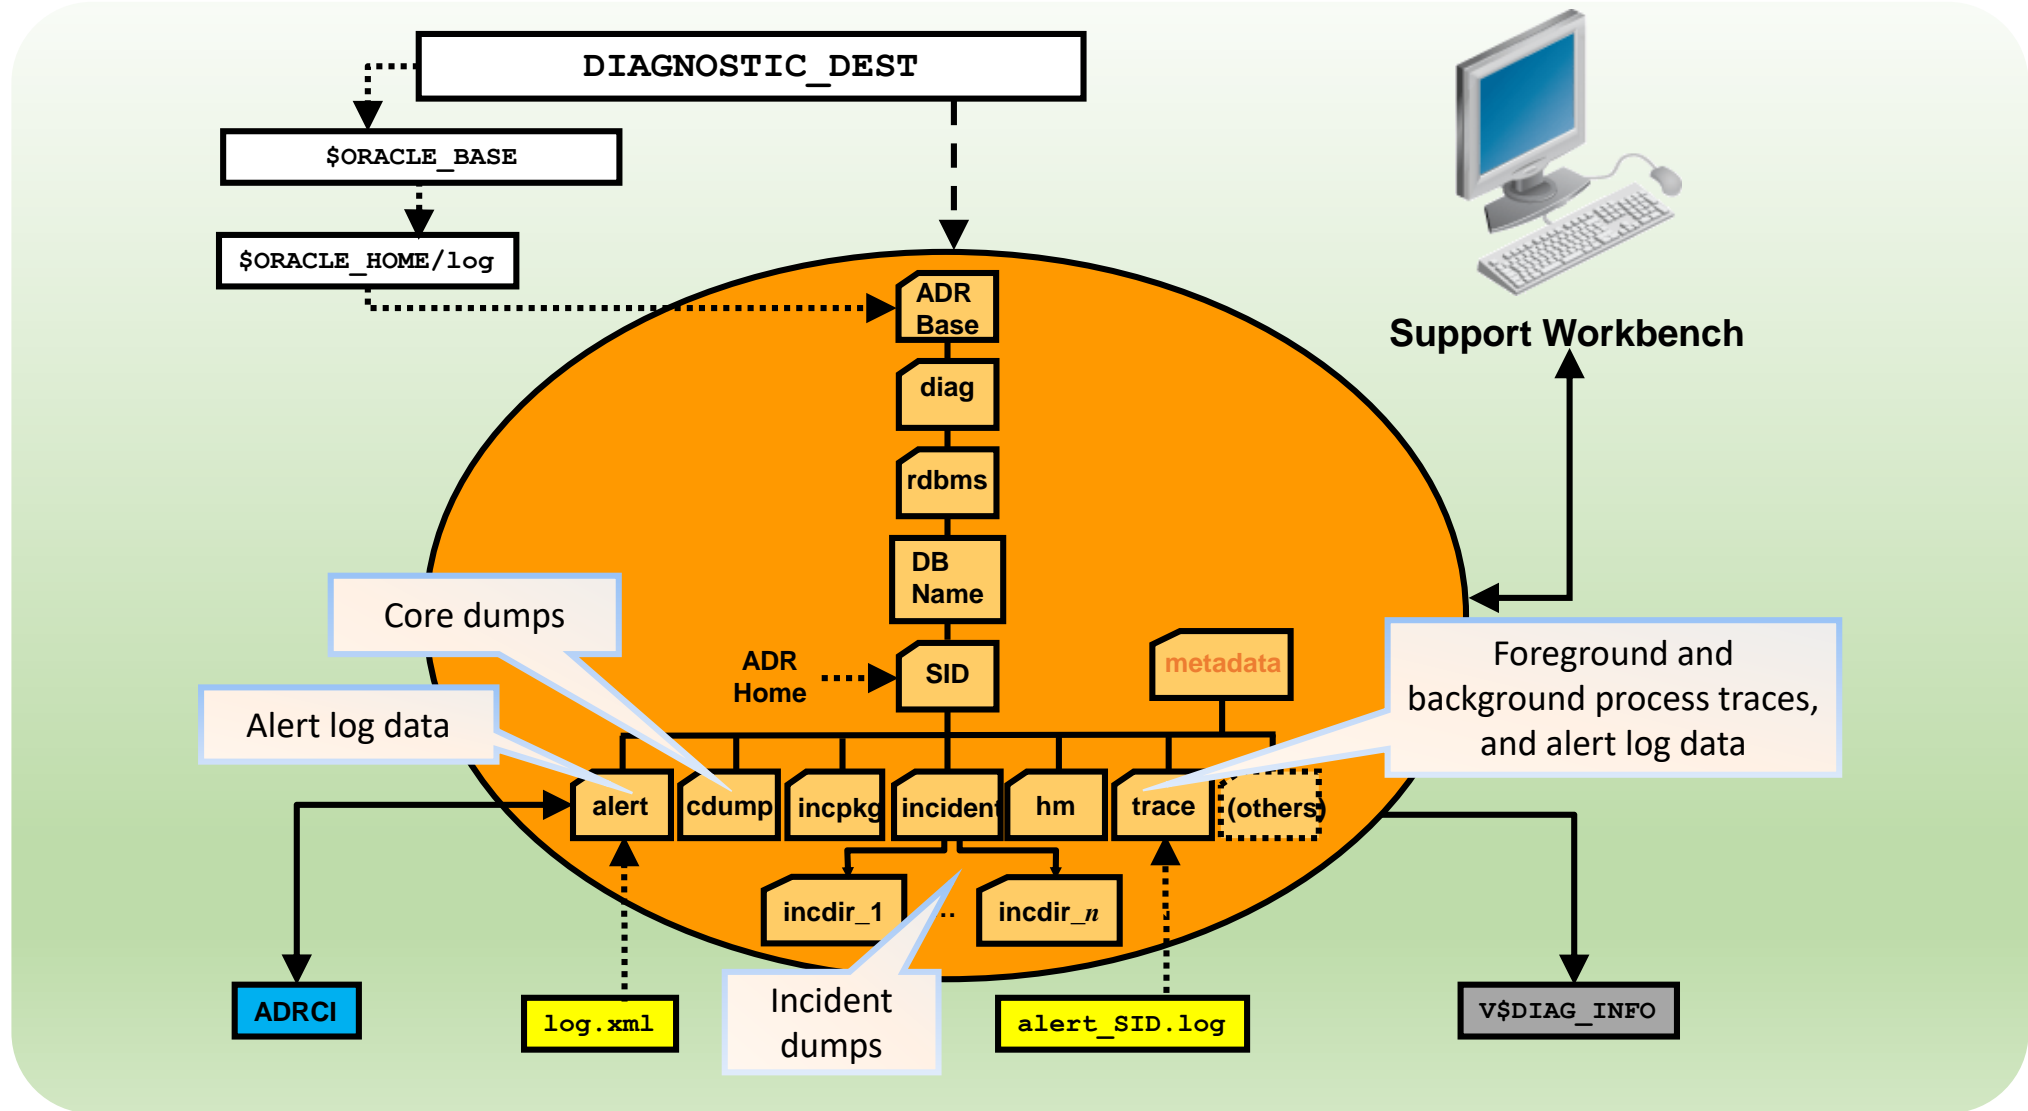 DIAGNOSTIC_DEST
$ORACLE_BASE
$ORACLE_HOME/log
ADR
Base
Support Workbench
diag
rdbms
DB
Name
Core dumps
ADR
Home
SID
metadata
Foreground and
background process traces,
and alert log data
Alert log data
alert
cdump
incpkg
incident
hm
trace
(others)
incdir_1
..
incdir_n
ADRCI
log.xml
Incident
dumps
alert_SID.log
V$DIAG_INFO